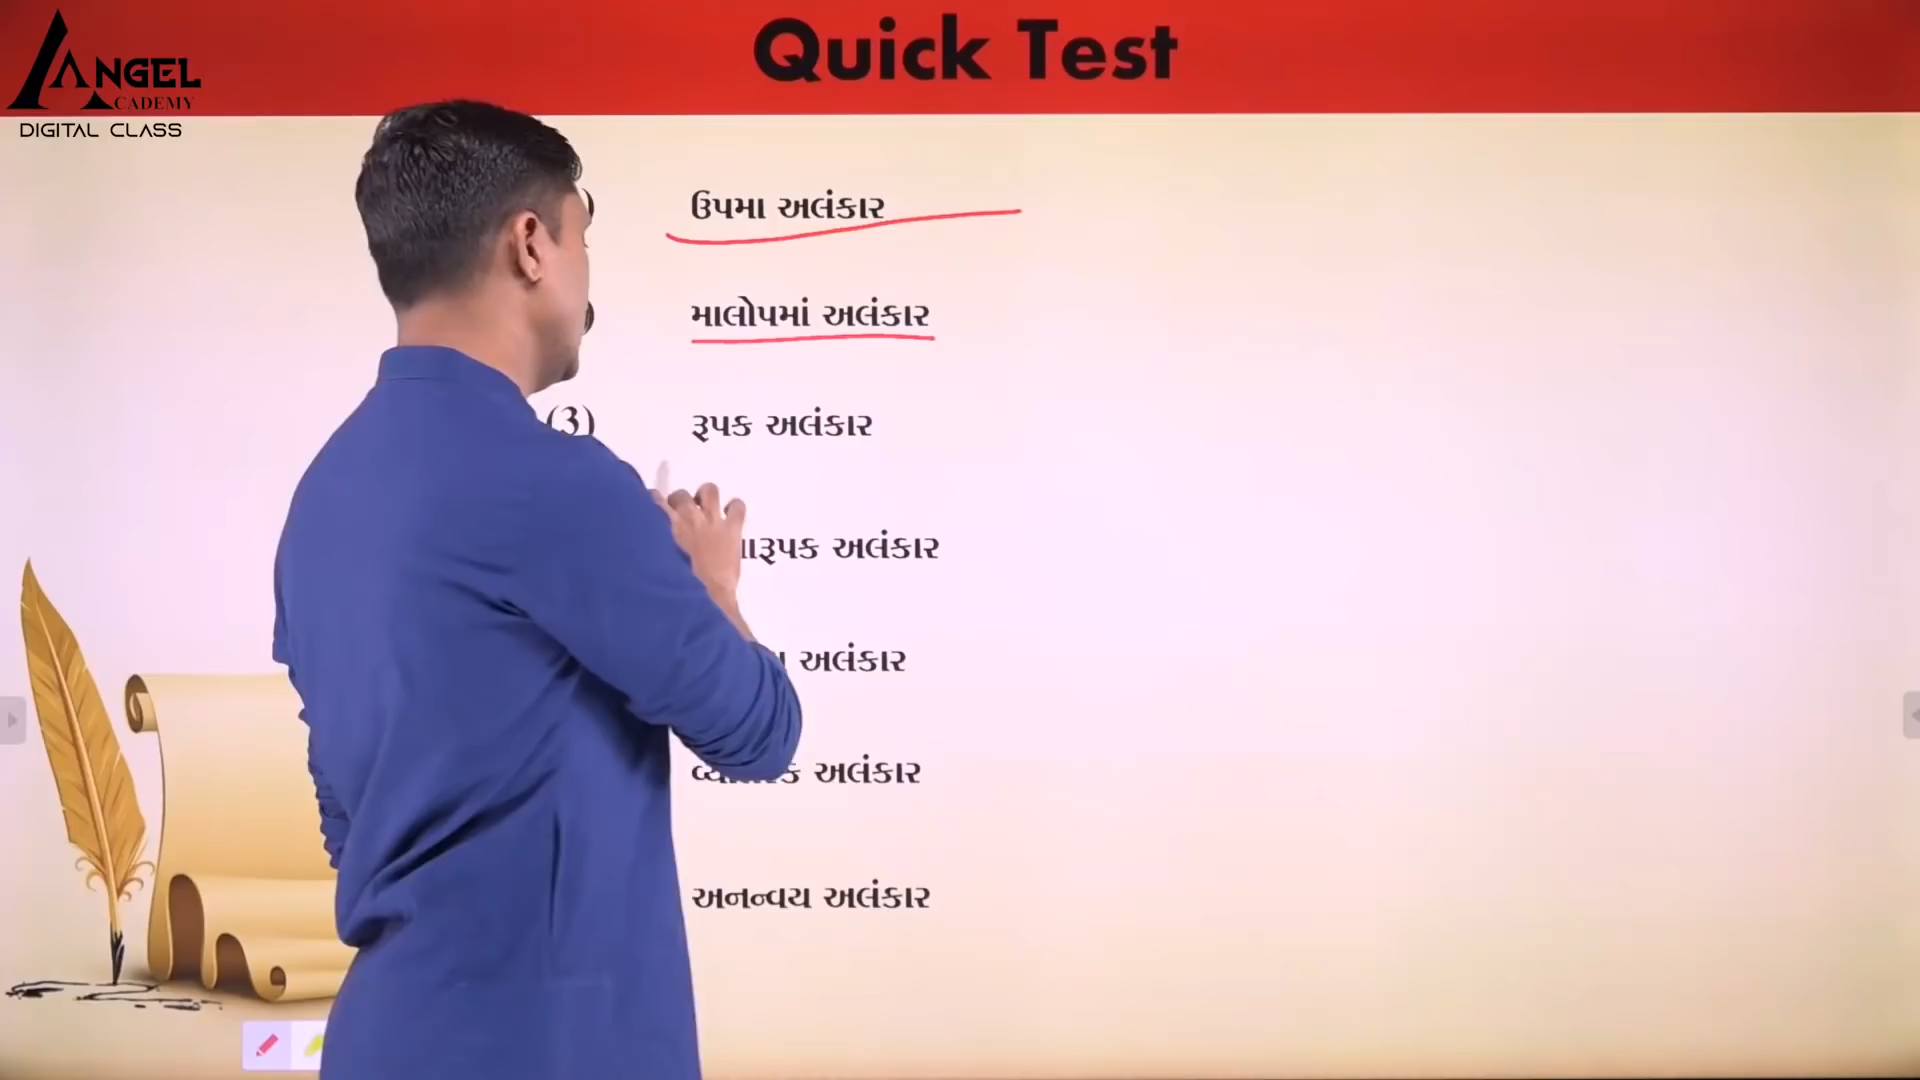 Quick Test
ANGEL
ACADEMY
DIGITAL CLASS
ઉપમા અલંકાર
માલોપમાં અલંકાર
(3) રૂપક અલંકાર
અલંકાર
અલંકાર
અલંકાર
અનન્વય અલંકાર